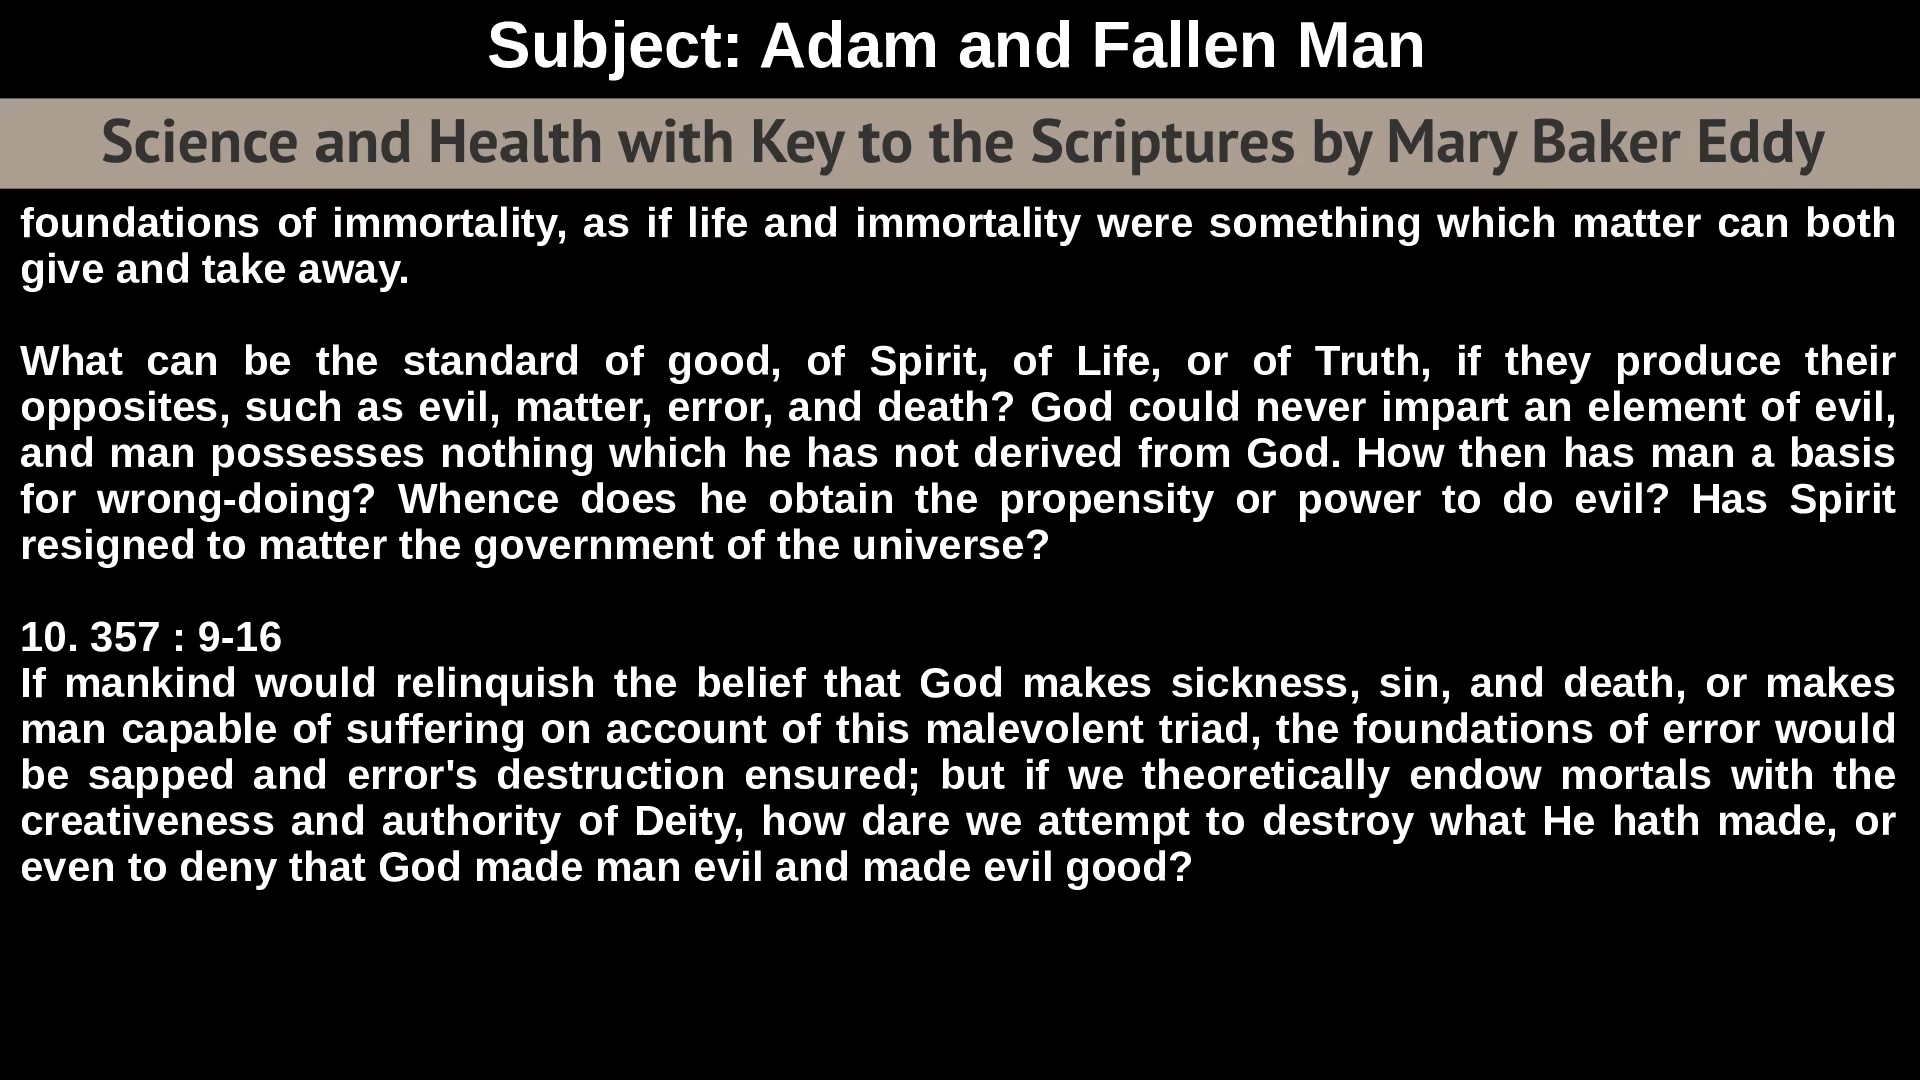 Subject: Adam and Fallen Man
Science and Health with Key to the Scriptures by Mary Baker Eddy
foundations of immortality, as if life and immortality were something which matter can both
give and take away.
What can be the standard of good, of Spirit, of Life, or of Truth, if they produce their
opposites, such as evil, matter, error, and death? God could never impart an element of evil,
and man possesses nothing which he has not derived from God. How then has man a basis
for wrong-doing? Whence does he obtain the propensity or power to do evil? Has Spirit
resigned to matter the government of the universe?
10. 357 : 9-16
If mankind would relinquish the belief that God makes sickness, sin, and death, or makes
man capable of suffering on account of this malevolent triad, the foundations of error would
be sapped and error's destruction ensured; but if we theoretically endow mortals with the
creativeness and authority of Deity, how dare we attempt to destroy what He hath made, or
even to deny that God made man evil and made evil good?